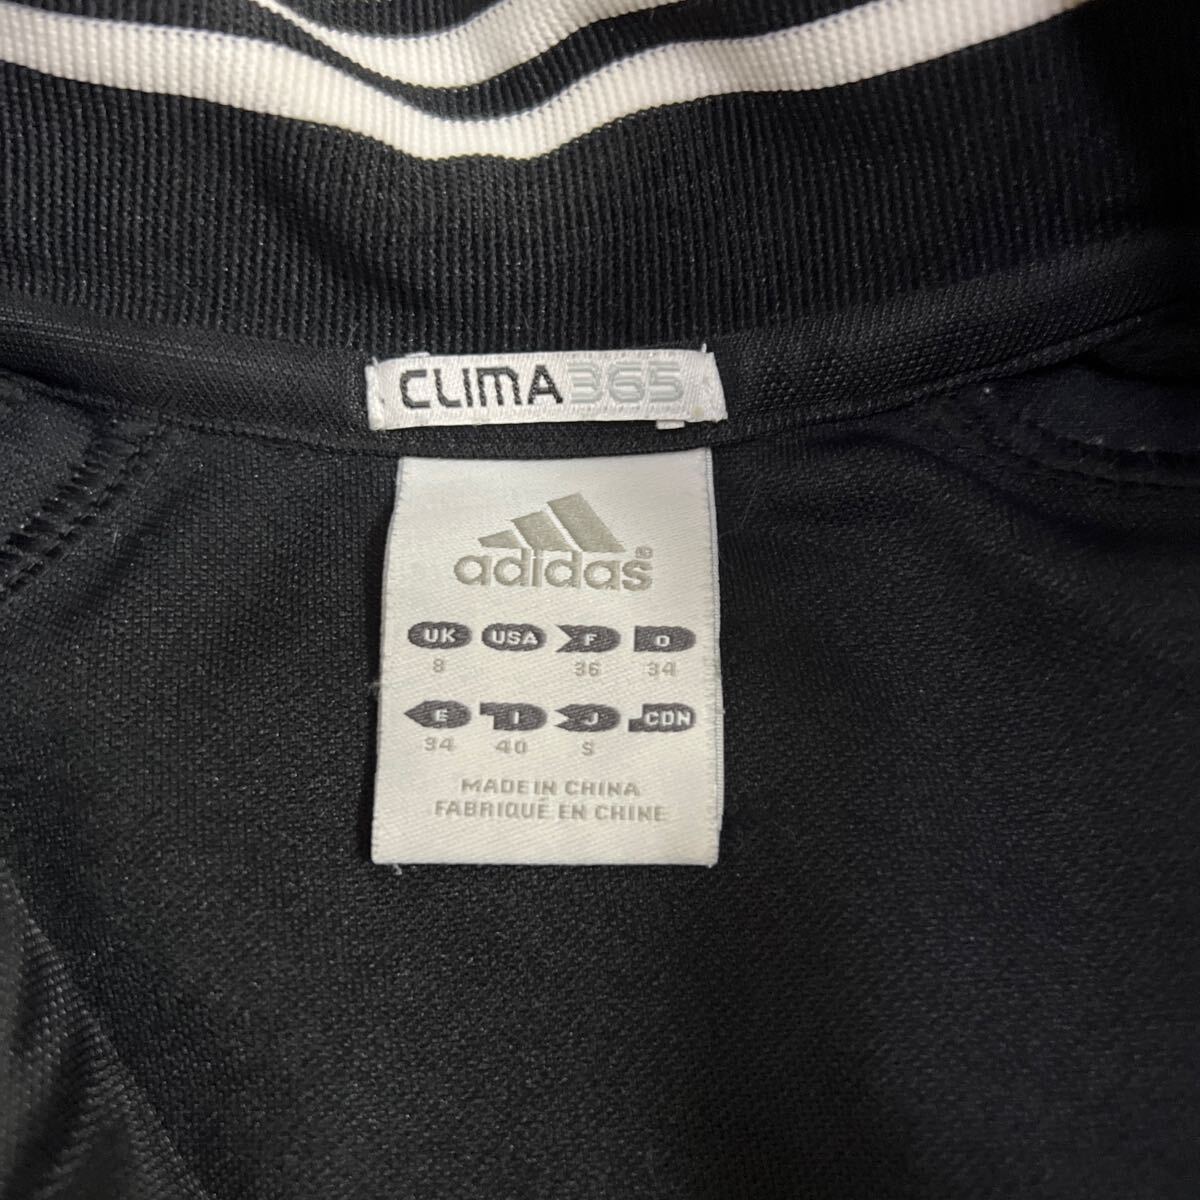 CLIMA365
adidas®
UK USA F D
8 36 34
E I J CDN
34 40 S
MADE IN CHINA
FABRIQUÉ EN CHINE